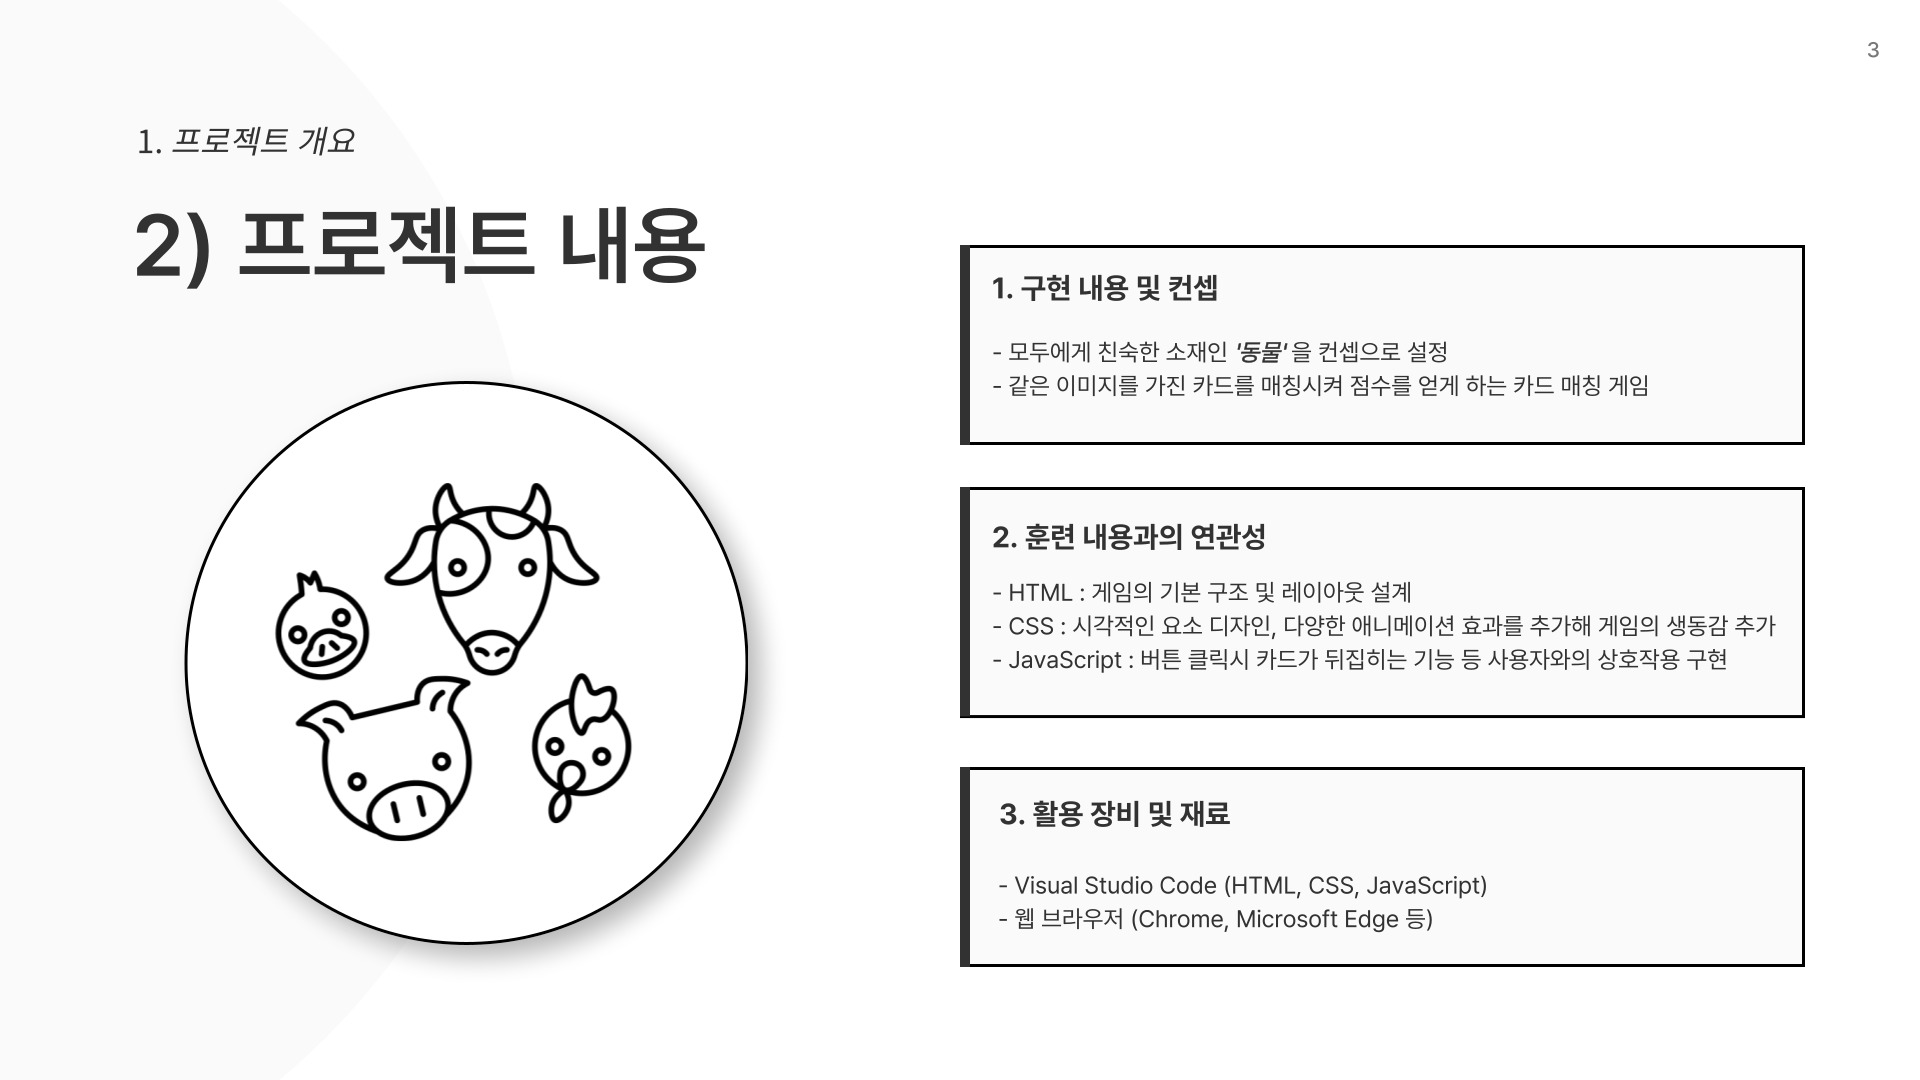 3
1. 프로젝트 개요
2) 프로젝트 내용
1. 구현 내용 및 컨셉
- 모두에게 친숙한 소재인 '동물' 을 컨셉으로 설정
- 같은 이미지를 가진 카드를 매칭시켜 점수를 얻게 하는 카드 매칭 게임
2. 훈련 내용과의 연관성
- HTML : 게임의 기본 구조 및 레이아웃 설계
- CSS : 시각적인 요소 디자인, 다양한 애니메이션 효과를 추가해 게임의 생동감 추가
- JavaScript : 버튼 클릭시 카드가 뒤집히는 기능 등 사용자와의 상호작용 구현
3. 활용 장비 및 재료
- Visual Studio Code (HTML, CSS, JavaScript)
- 웹 브라우저 (Chrome, Microsoft Edge 등)